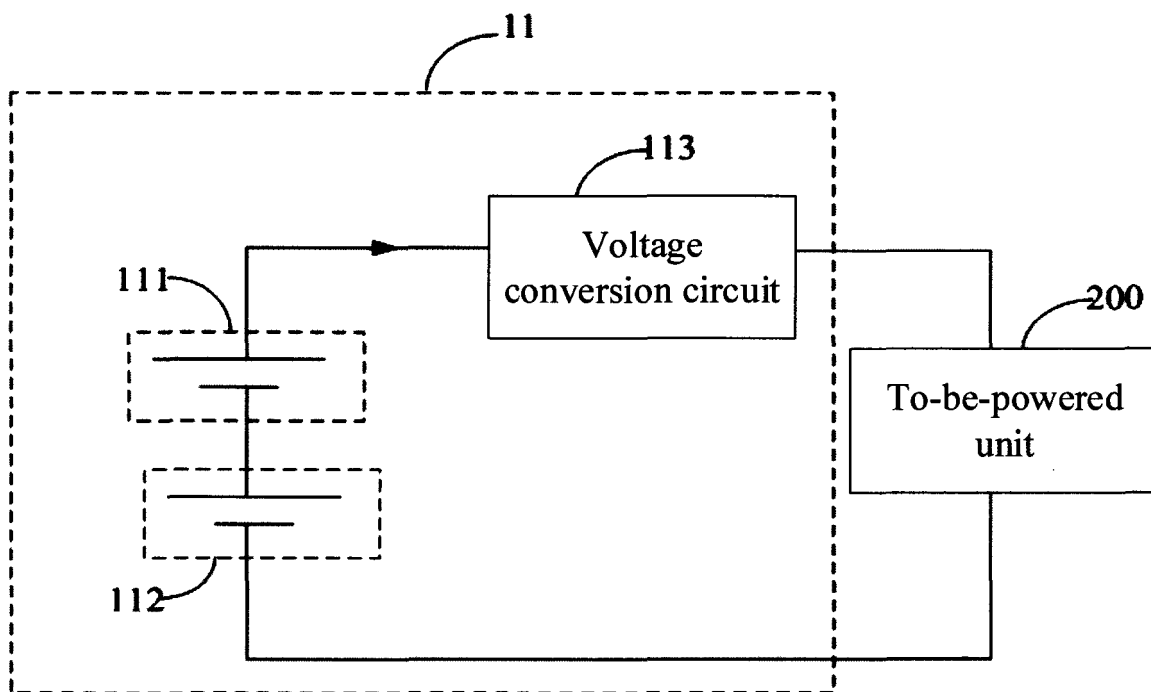 11
113
Voltage
conversion circuit
111
200
To-be-powered
unit
112